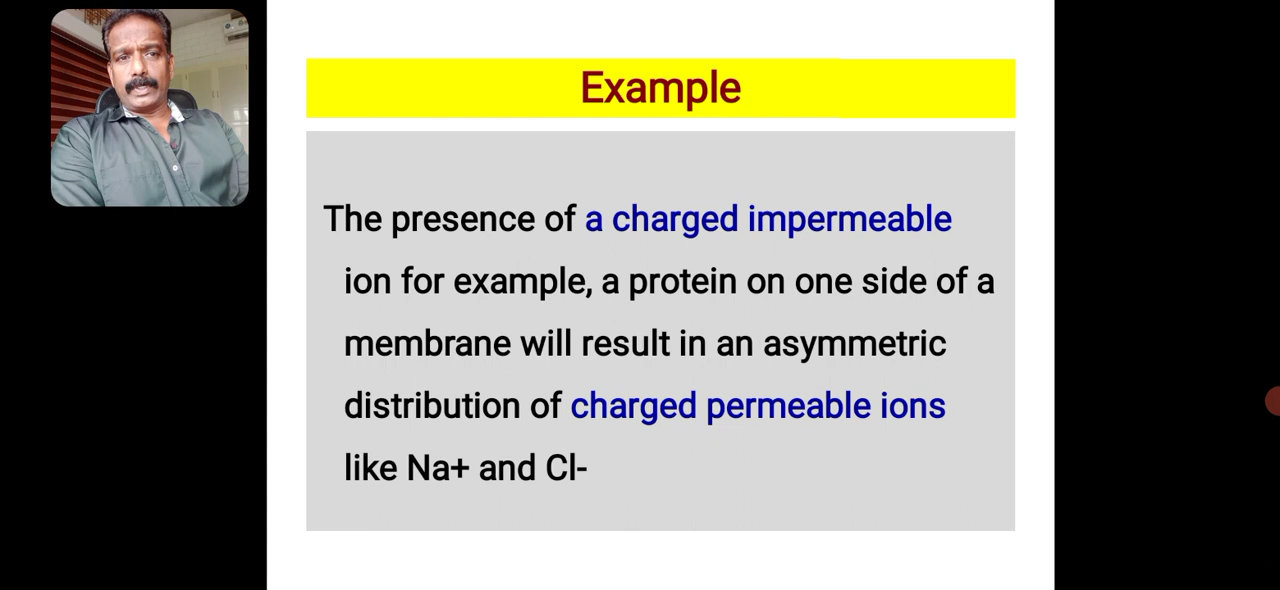 Example
The presence of a charged impermeable
ion for example, a protein on one side of a
membrane will result in an asymmetric
distribution of charged permeable ions
like Na+ and Cl-